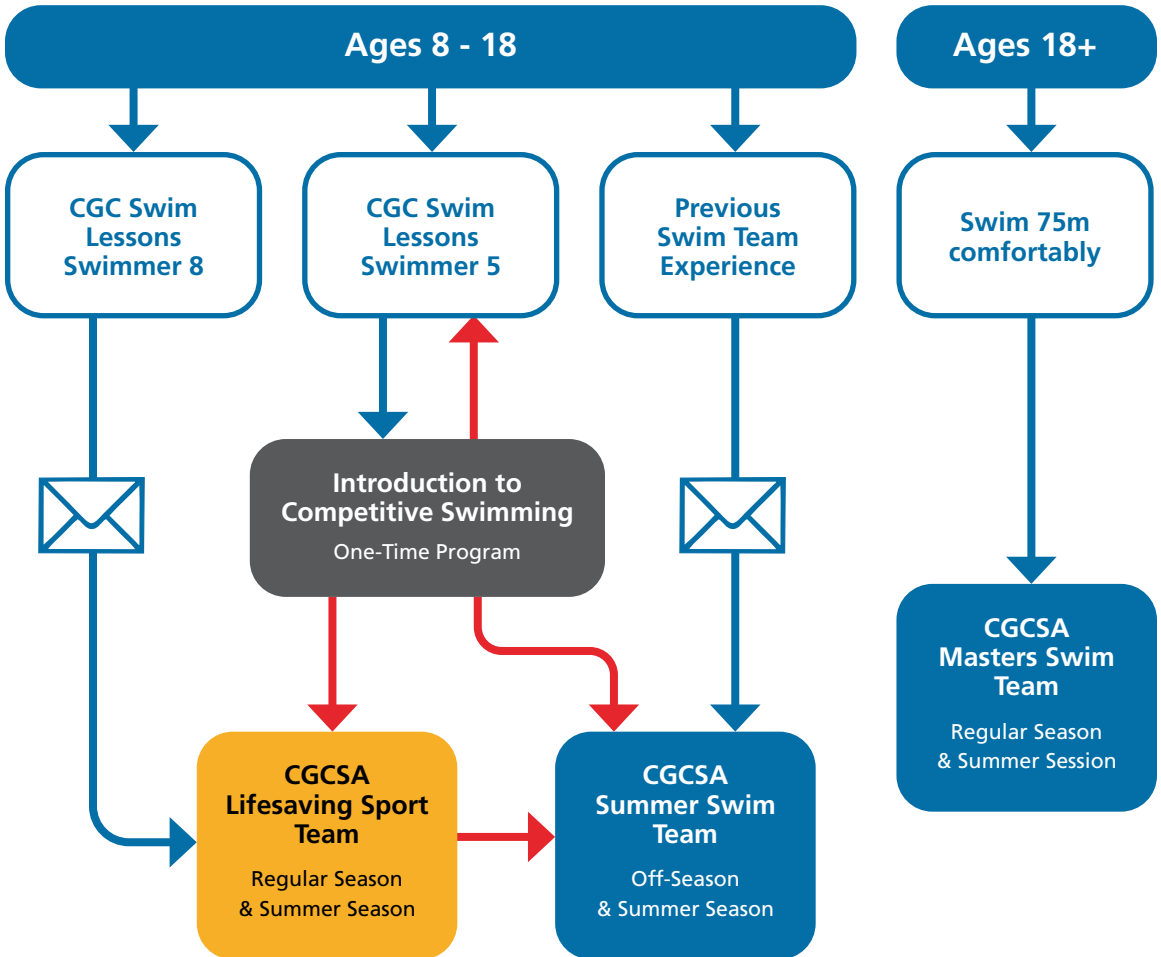 Ages 8 - 18
Ages 18+
CGC Swim
Lessons
Swimmer 8
CGC Swim
Lessons
Swimmer 5
Previous
Swim Team
Experience
Swim 75m
comfortably
Introduction to
Competitive Swimming
One-Time Program
CGCSA
Lifesaving Sport
Team
Regular Season
& Summer Season
CGCSA
Summer Swim
Team
Off-Season
& Summer Season
CGCSA
Masters Swim
Team
Regular Season
& Summer Session